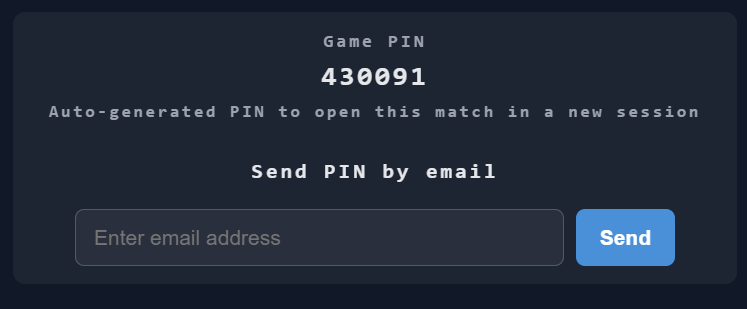 Game PIN
430091
Auto-generated PIN to open this match in a new session
Send PIN by email
Enter email address
Send